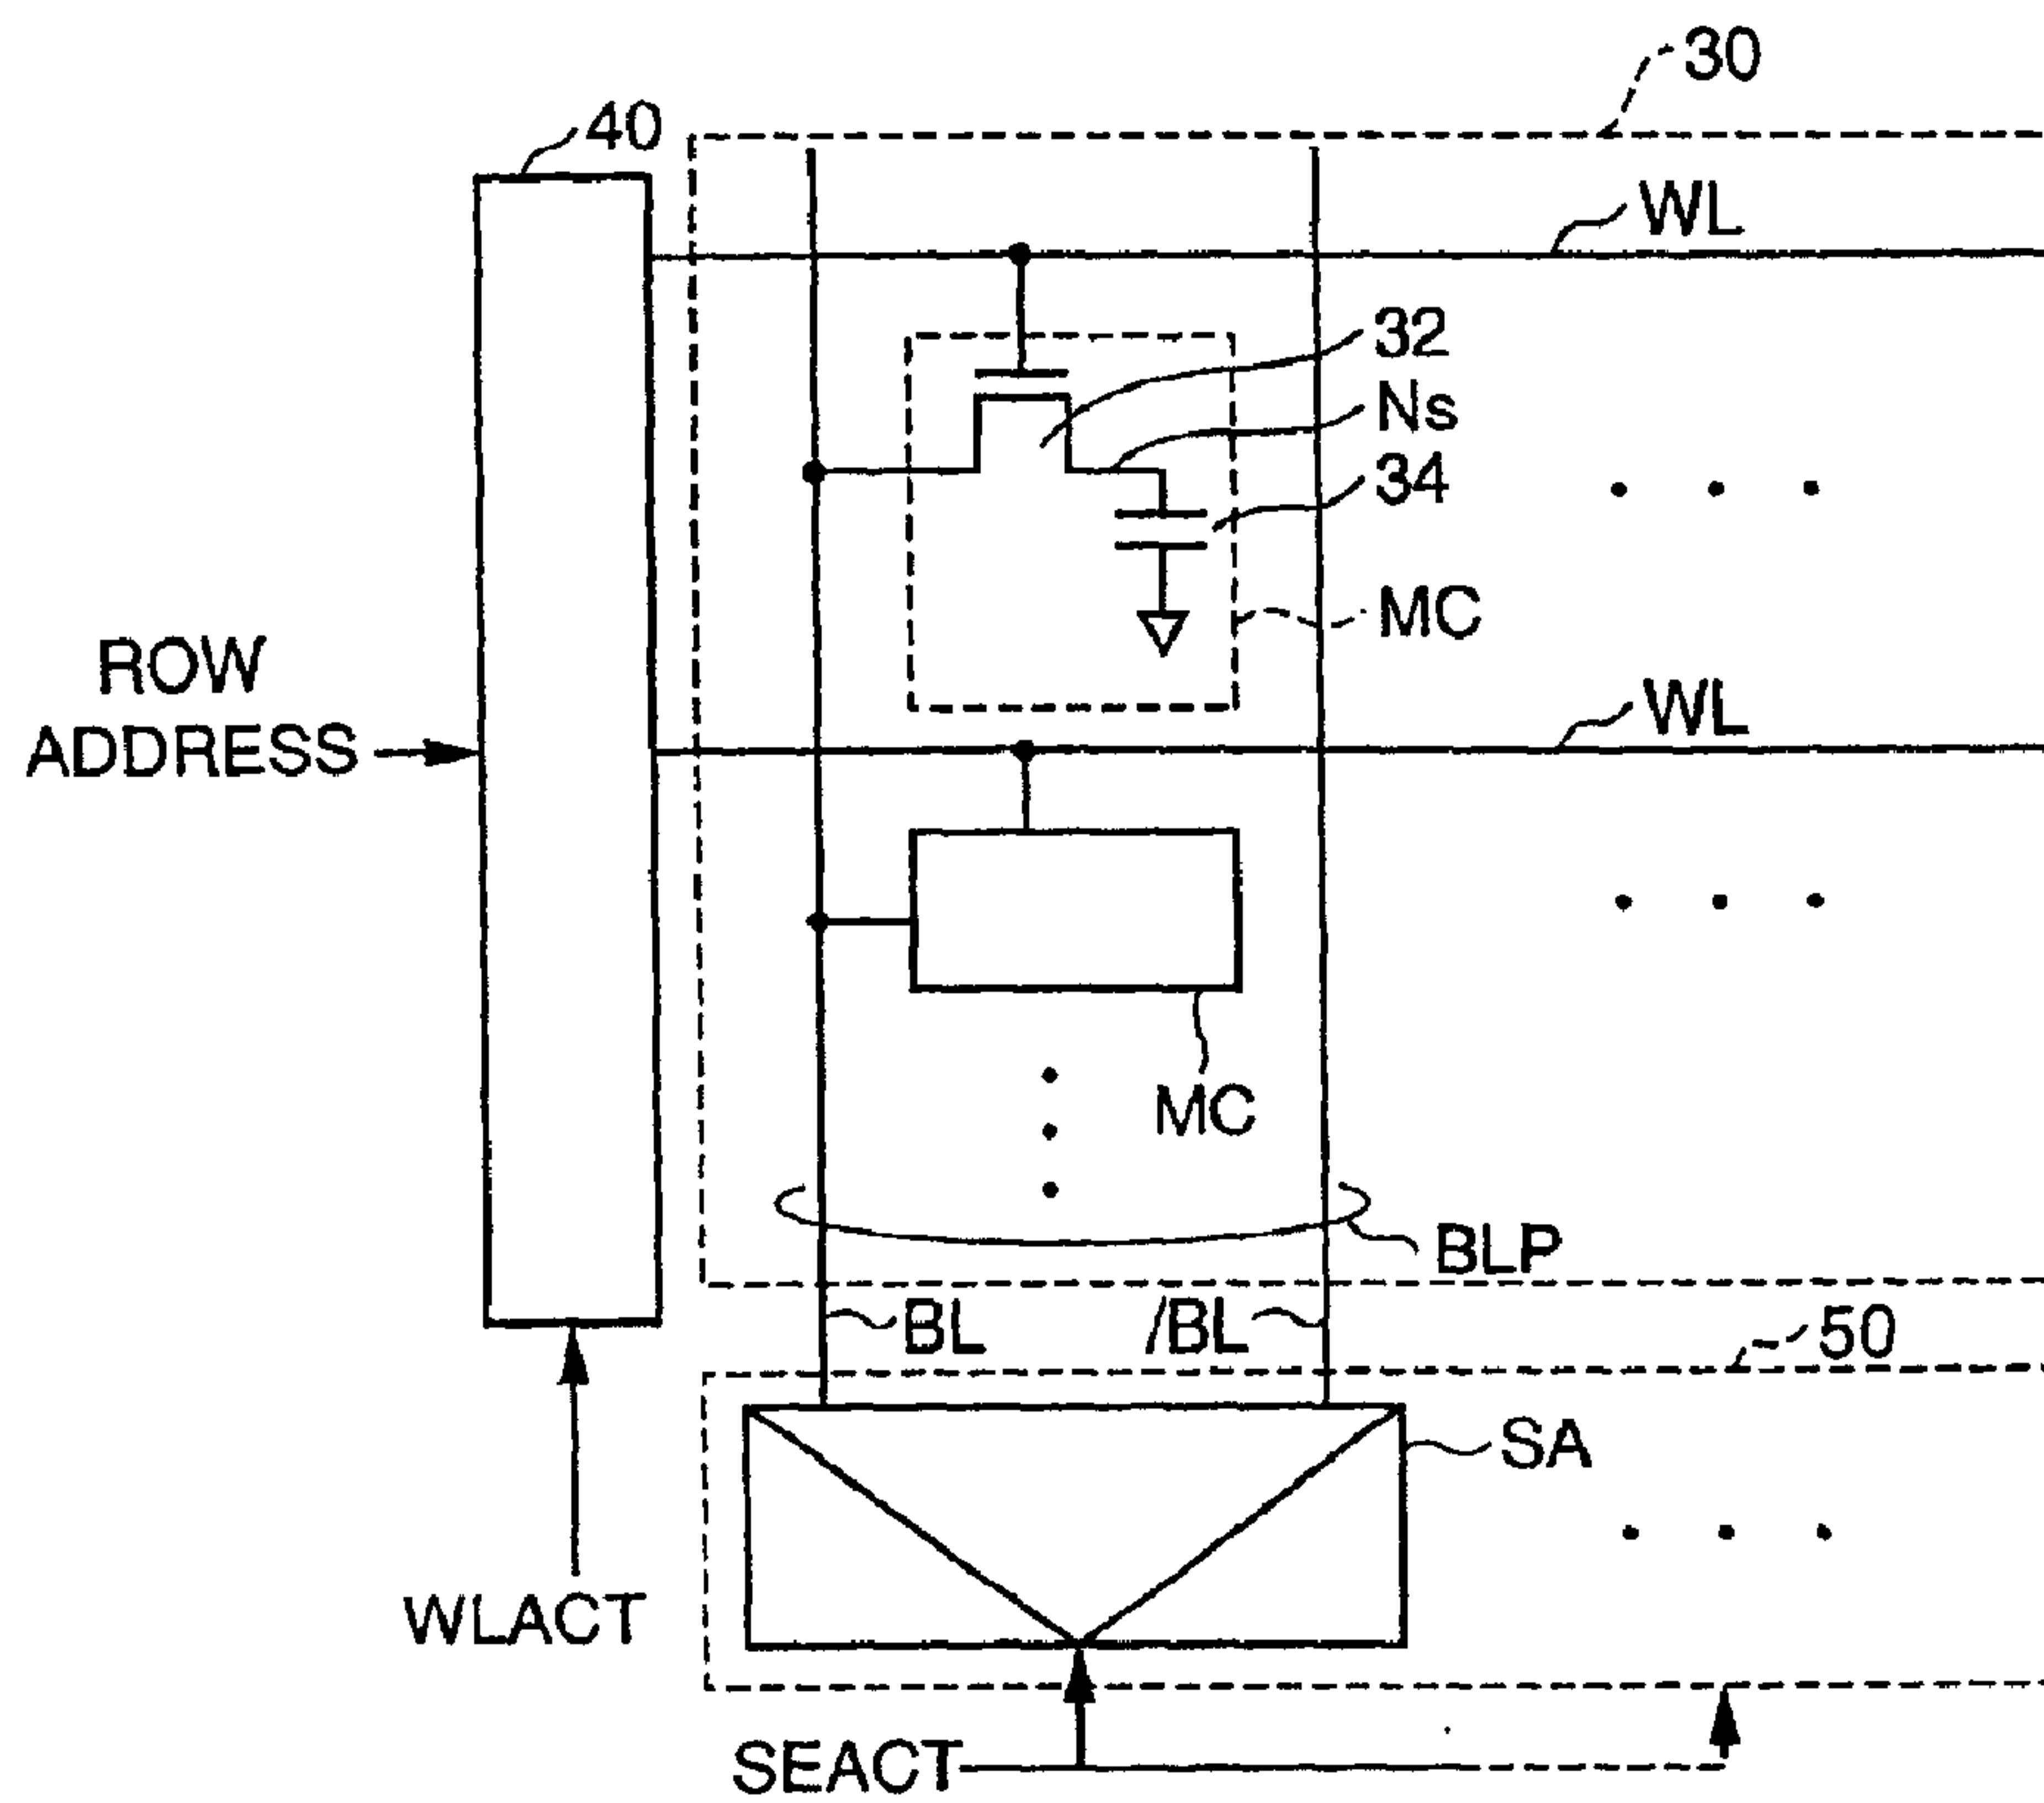 30
40
WL
32
Ns
34
MC
ROW
ADDRESS
WL
MC
BLP
BL
/BL
50
SA
WLACT
SEACT